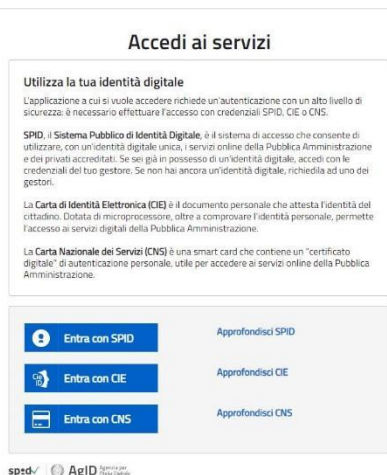 Accedi ai servizi
Utilizza la tua identità digitale
L'applicazione a cui si vuole accedere richiede un'autenticazione con un alto livello di
sicurezza: è necessario effettuare l'accesso con credenziali SPID, CIE o CNS.
SPID, il Sistema Pubblico di Identità Digitale, è il sistema di accesso che consente di
utilizzare, con un'identità digitale unica, i servizi online della Pubblica Amministrazione
e dei privati accreditati. Se sei già in possesso di un'identità digitale, accedi con le
credenziali del tuo gestore. Se non hai ancora un'identità digitale, richiedila ad uno dei
gestori.
La Carta di Identità Elettronica (CIE) è il documento personale che attesta l'identità del
cittadino. Dotata di microprocessore, oltre a comprovare l'identità personale, permette
l'accesso ai servizi digitali della Pubblica Amministrazione.
La Carta Nazionale dei Servizi (CNS) è una smart card che contiene un "certificato
digitale" di autenticazione personale, utile per accedere ai servizi online della Pubblica
Amministrazione.
Entra con SPID Approfondisci SPID
Entra con CIE Approfondisci CIE
Entra con CNS Approfondisci CNS
sp:d AgID